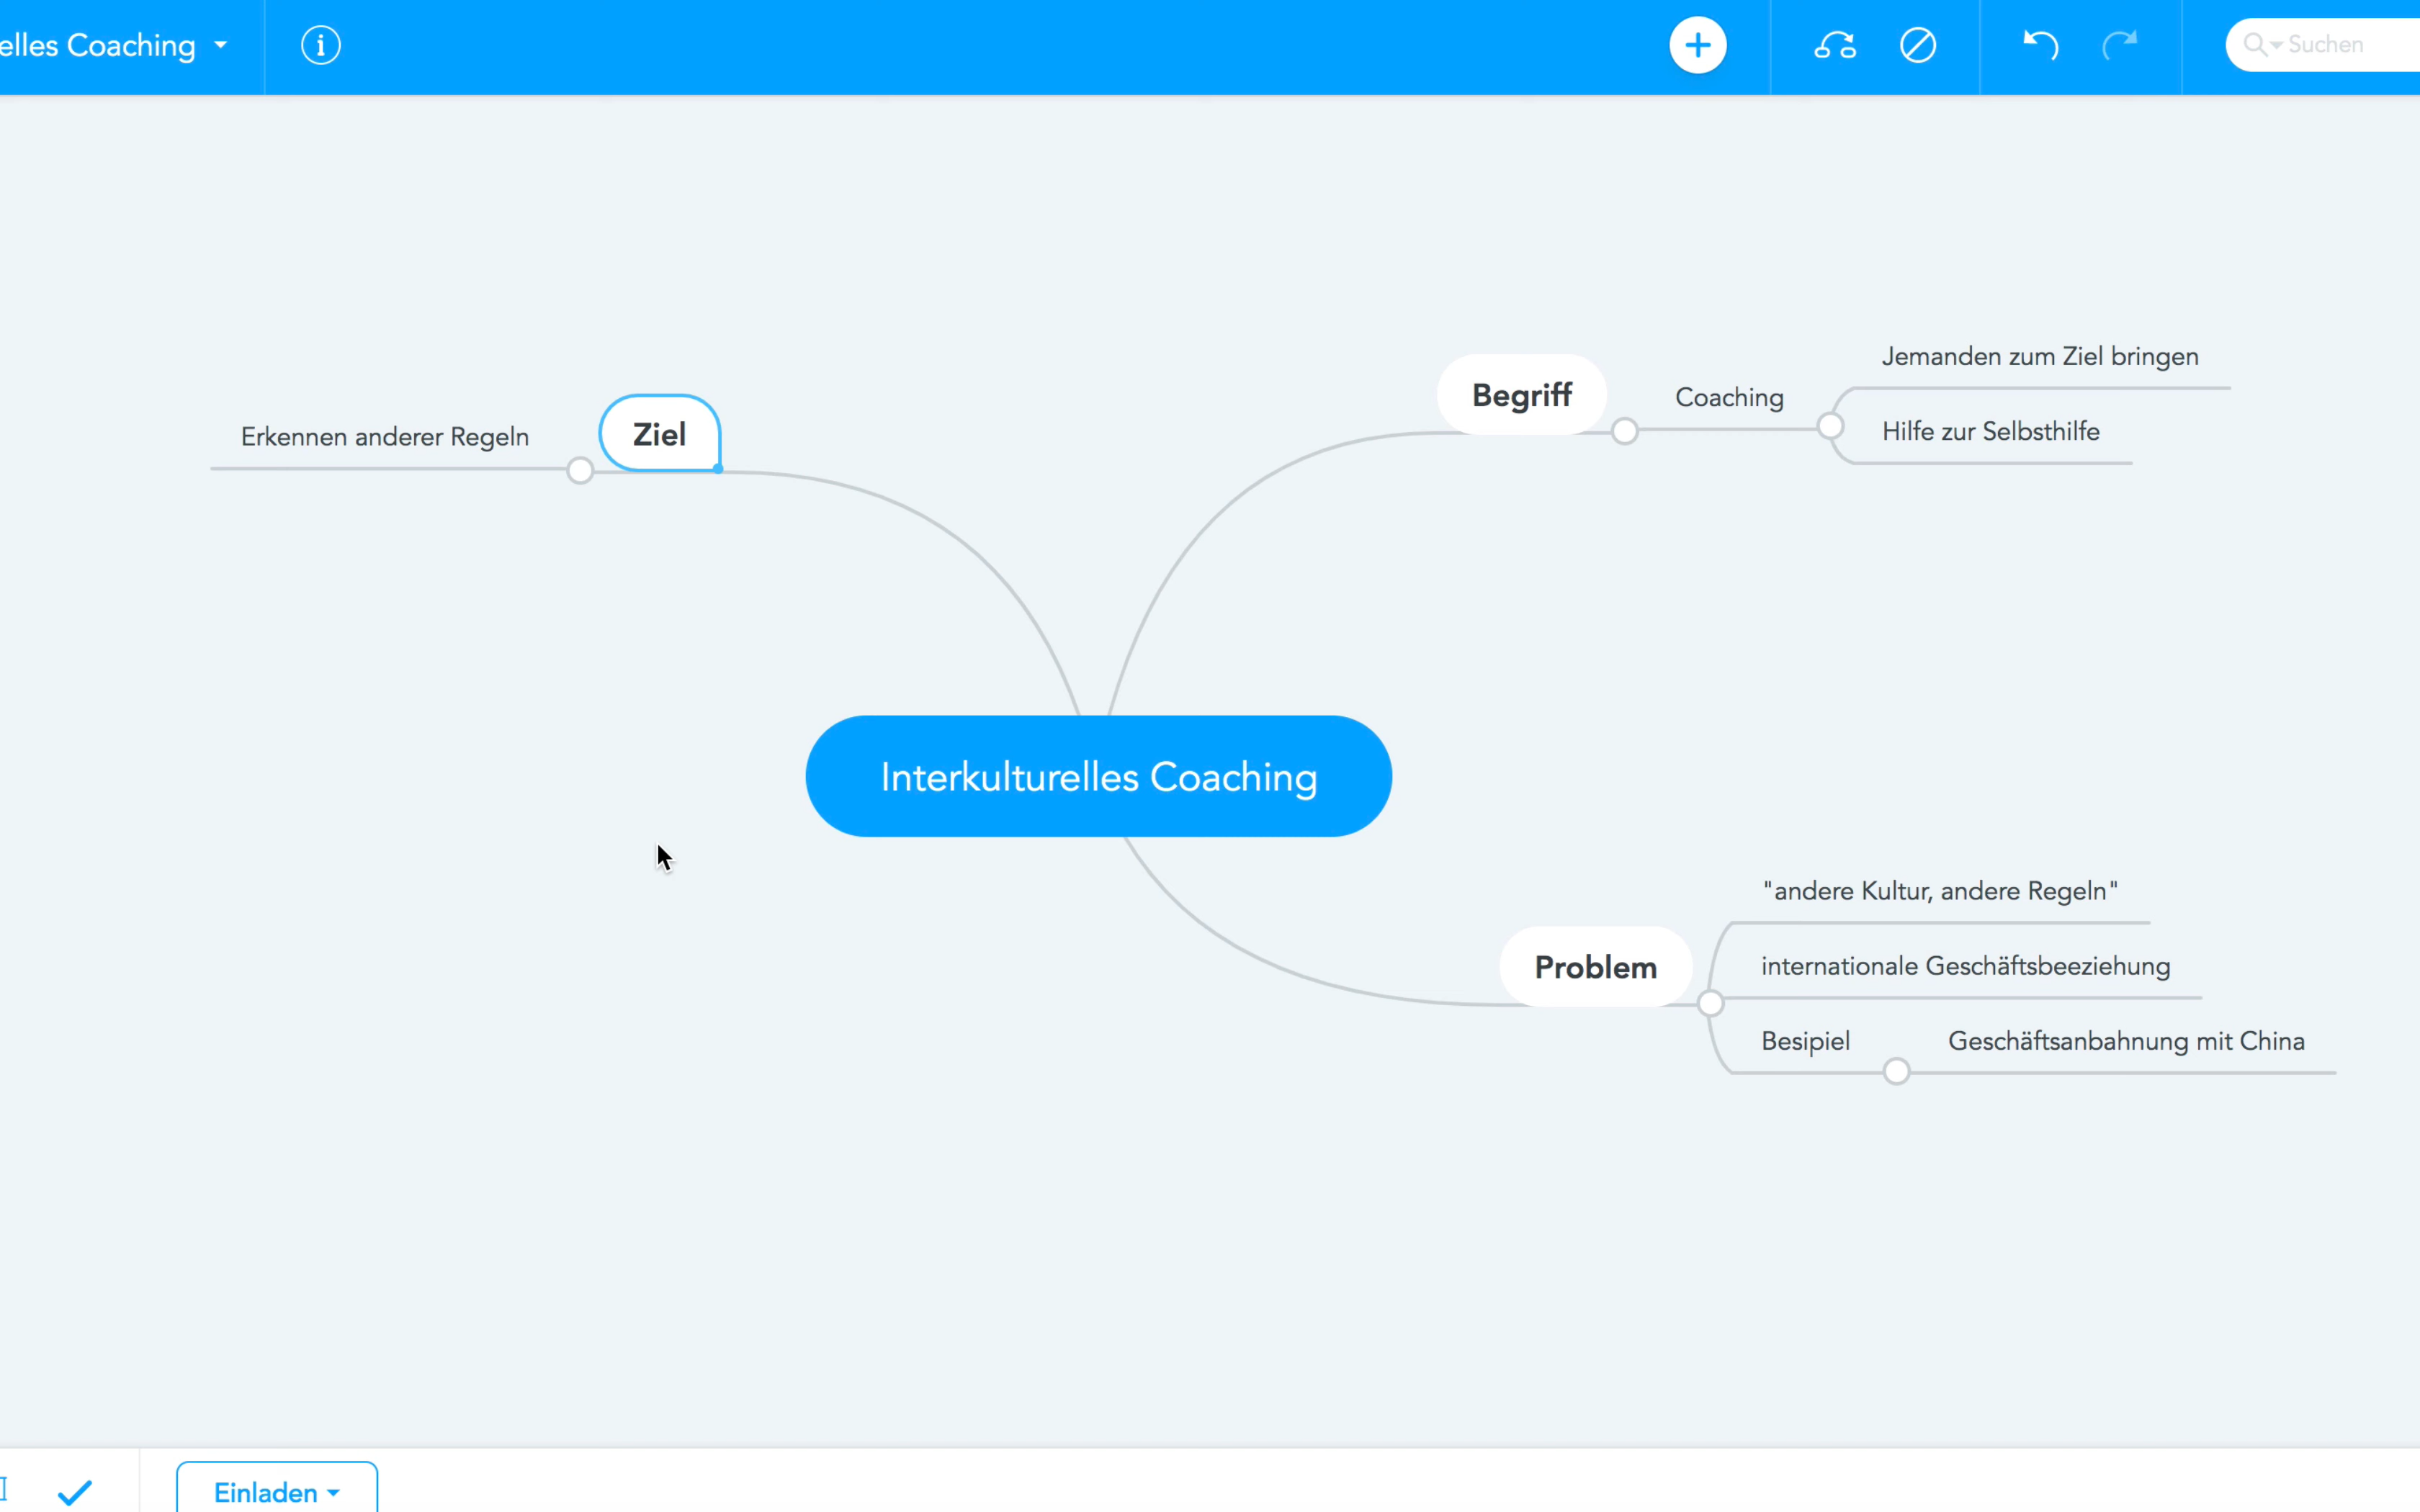 elles Coaching
Suchen
Erkennen anderer Regeln
Ziel
Begriff
Coaching
Jemanden zum Ziel bringen
Hilfe zur Selbsthilfe
Interkulturelles Coaching
Problem
"andere Kultur, andere Regeln"
internationale Geschäftsbeeziehung
Besipiel
Geschäftsanbahnung mit China
Einladen